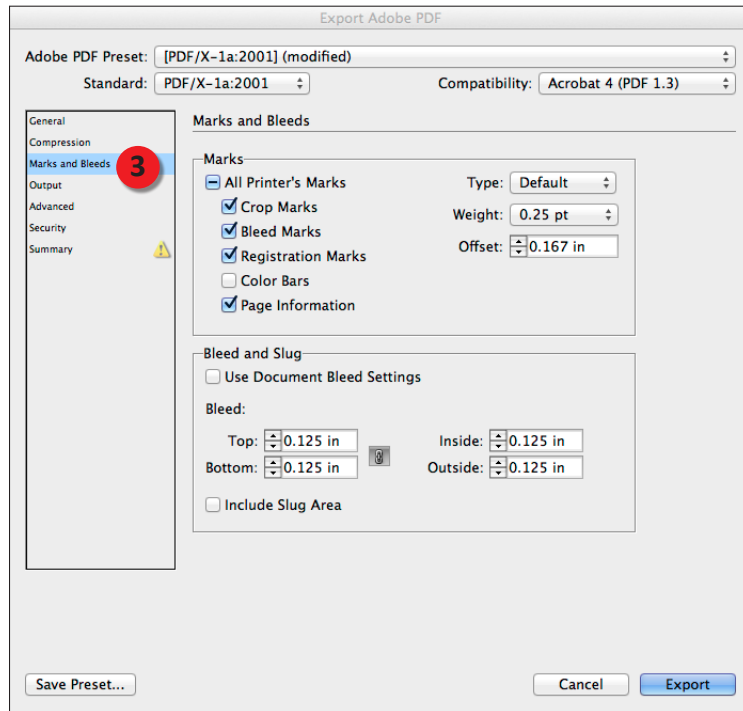 Export Adobe PDF
Adobe PDF Preset: [PDF/X-1a:2001] (modified)
Standard: PDF/X-1a:2001 Compatibility: Acrobat 4 (PDF 1.3)
General
Compression
Marks and Bleeds 3
Output
Advanced
Security
Summary
Marks and Bleeds
Marks
All Printer's Marks
Crop Marks
Bleed Marks
Registration Marks
Color Bars
Page Information
Type: Default
Weight: 0.25 pt
Offset: 0.167 in
Bleed and Slug
Use Document Bleed Settings
Bleed:
Top: 0.125 in Inside: 0.125 in
Bottom: 0.125 in Outside: 0.125 in
Include Slug Area
Save Preset... Cancel Export